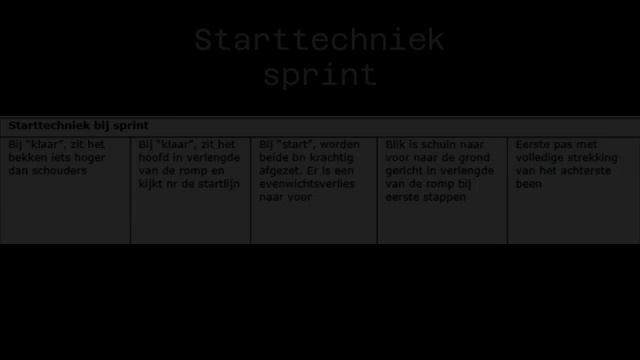 Starttechniek
sprint
Starttechniek bij sprint
Bij "klaar", zit het
bekken iets hoger
dan schouders
Bij "klaar", zit het
hoofd in verlengde
van de romp en
kijkt nr de startlijn
Bij "start", worden
beide bn krachtig
afgezet. Er is een
evenwichtsverlies
naar voor
Blik is schuin naar
voor naar de grond
gericht in verlengde
van de romp bij
eerste stappen
Eerste pas met
volledige strekking
van het achterste
been